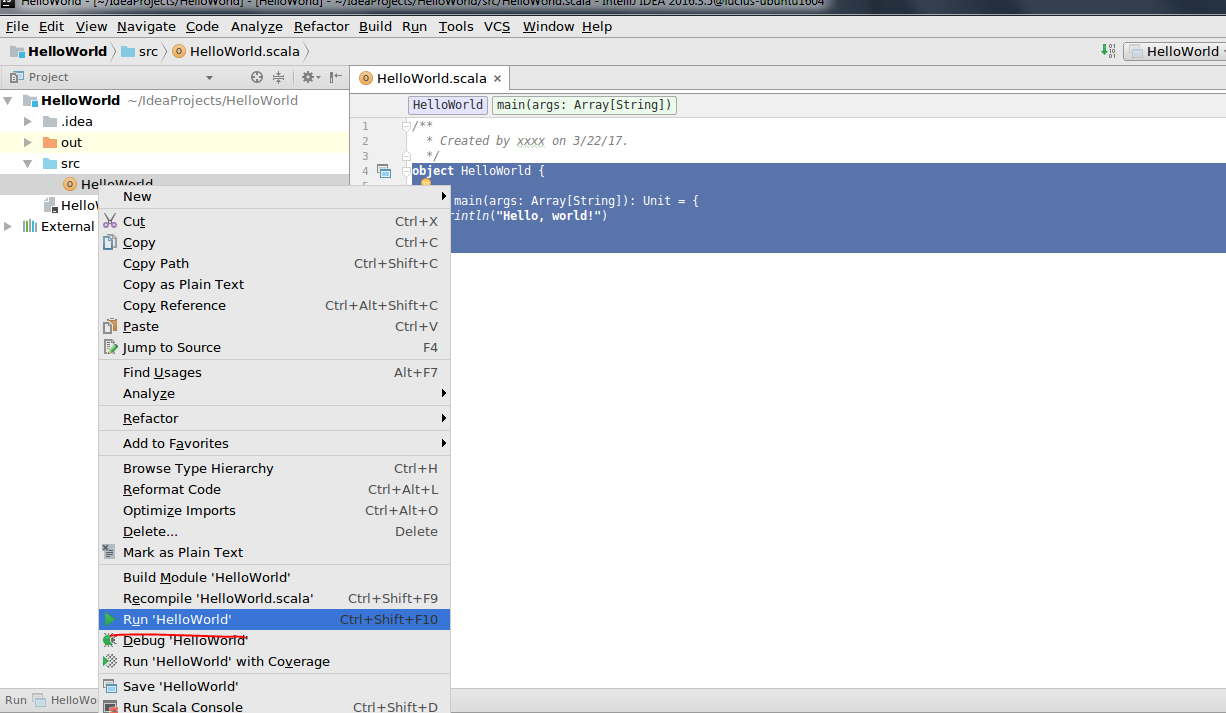 HelloWorld - [~/IdeaProjects/HelloWorld] - [HelloWorld] - ~/IdeaProjects/HelloWorld/src/HelloWorld.scala - IntelliJ IDEA 2016.3.5@lucius-ubuntu1604
File Edit View Navigate Code Analyze Refactor Build Run Tools VCS Window Help
HelloWorld src HelloWorld.scala HelloWorld
Project HelloWorld.scala ×
HelloWorld ~/IdeaProjects/HelloWorld HelloWorld main(args: Array[String])
.idea
out
src
HelloWorld
External
1 /**
2 * Created by xxxx on 3/22/17.
3 */
4 object HelloWorld {
5
main(args: Array[String]): Unit = {
rintln("Hello, world!")
New
Cut Ctrl+X
Copy Ctrl+C
Copy Path Ctrl+Shift+C
Copy as Plain Text
Copy Reference Ctrl+Alt+Shift+C
Paste Ctrl+V
Jump to Source F4
Find Usages Alt+F7
Analyze
Refactor
Add to Favorites
Browse Type Hierarchy Ctrl+H
Reformat Code Ctrl+Alt+L
Optimize Imports Ctrl+Alt+O
Delete... Delete
Mark as Plain Text
Build Module 'HelloWorld'
Recompile 'HelloWorld.scala' Ctrl+Shift+F9
Run 'HelloWorld' Ctrl+Shift+F10
Debug 'HelloWorld'
Run 'HelloWorld' with Coverage
Save 'HelloWorld'
Run Scala Console Ctrl+Shift+D
Run HelloWo